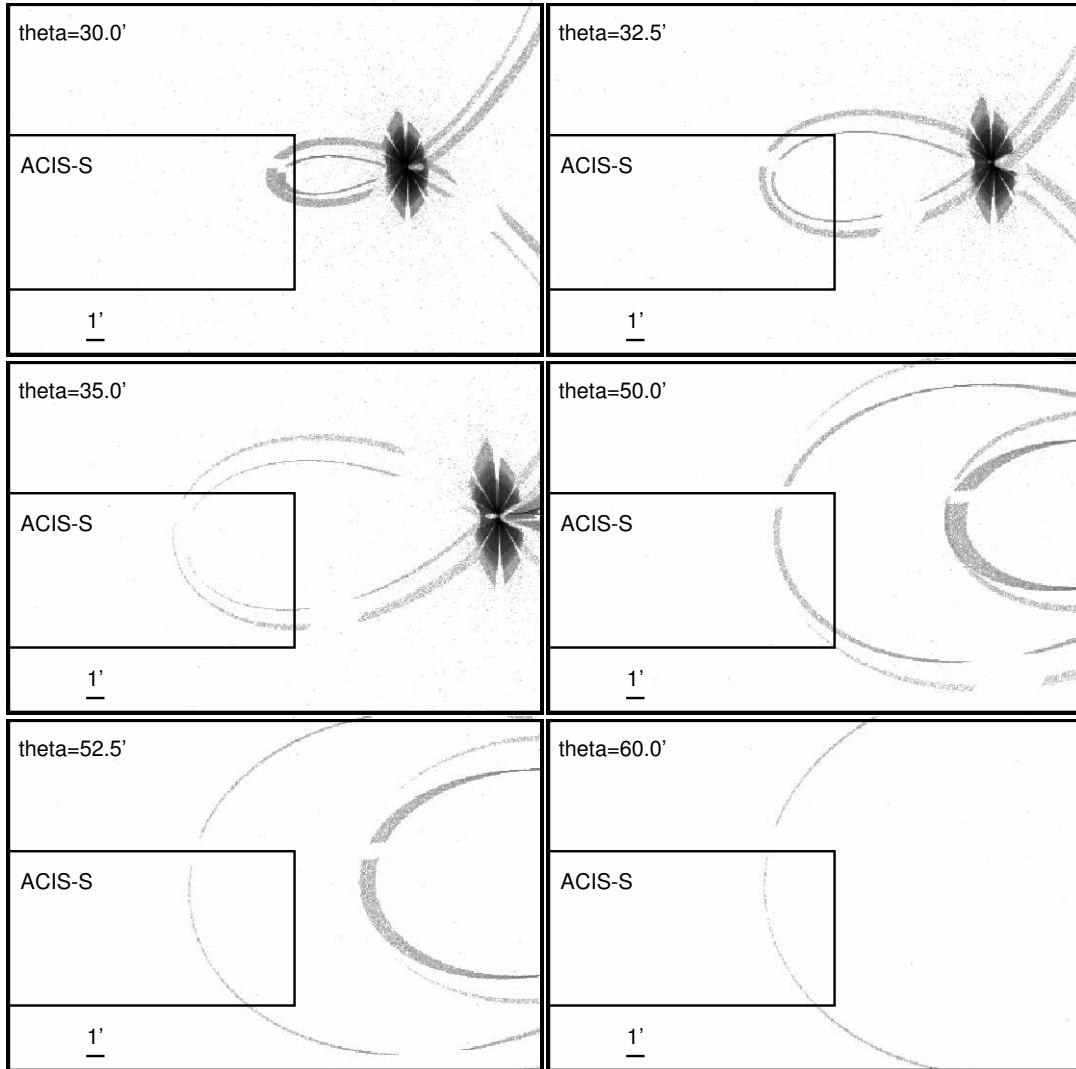 theta=30.0'
ACIS-S
1'
theta=32.5'
ACIS-S
1'
theta=35.0'
ACIS-S
1'
theta=50.0'
ACIS-S
1'
theta=52.5'
ACIS-S
1'
theta=60.0'
ACIS-S
1'